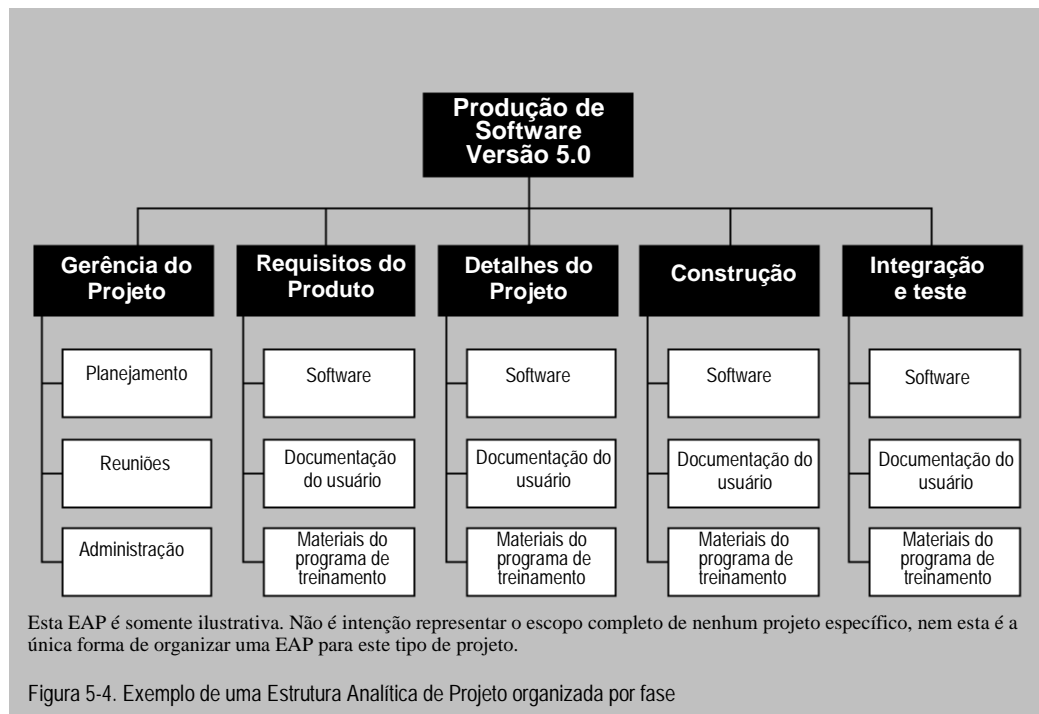 Produção de
Software
Versão 5.0
Gerência do
Projeto
Requisitos do
Produto
Detalhes do
Projeto
Construção
Integração
e teste
Planejamento
Software
Software
Software
Software
Reuniões
Documentação
do usuário
Documentação do
usuário
Documentação do
usuário
Documentação do
usuário
Administração
Materiais do
programa de
treinamento
Materiais do
programa de
treinamento
Materiais do
programa de
treinamento
Materiais do
programa de
treinamento
Esta EAP é somente ilustrativa. Não é intenção representar o escopo completo de nenhum projeto específico, nem esta é a
única forma de organizar uma EAP para este tipo de projeto.
Figura 5-4. Exemplo de uma Estrutura Analítica de Projeto organizada por fase